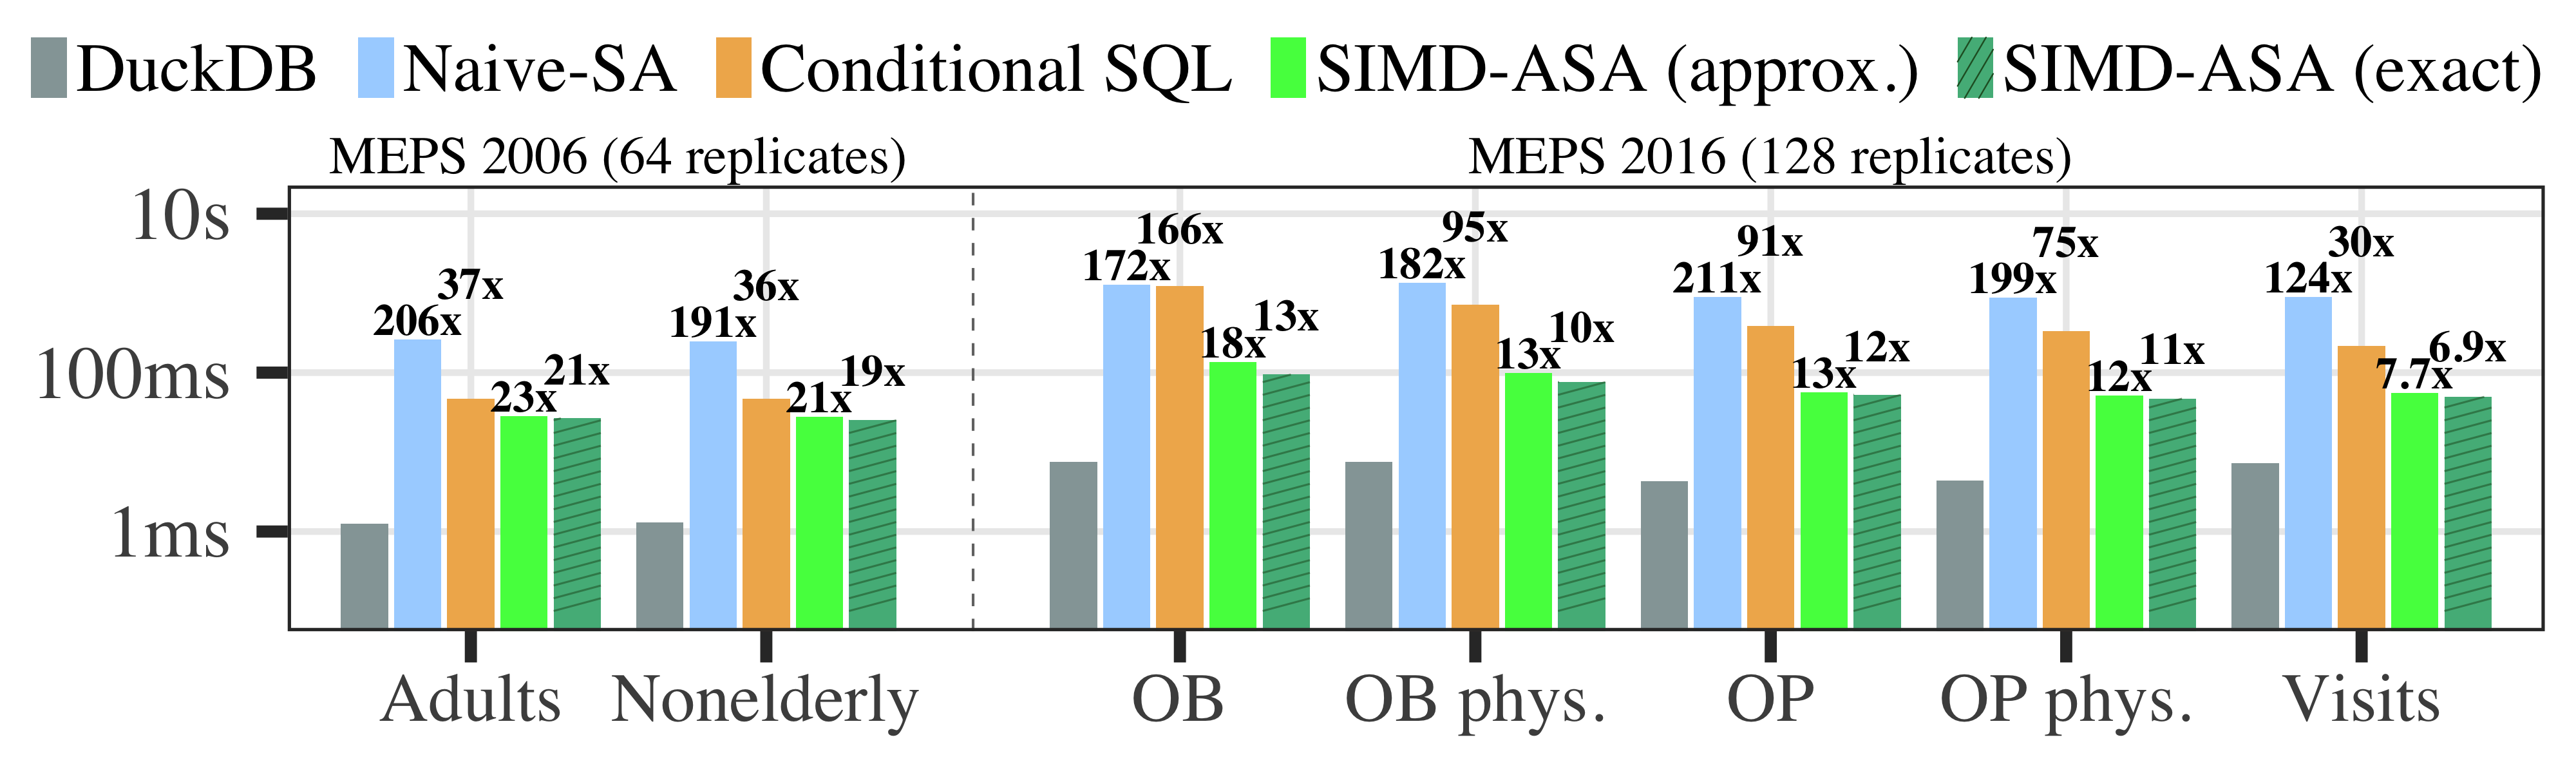 DuckDB Naive-SA Conditional SQL SIMD-ASA (approx.) SIMD-ASA (exact)
MEPS 2006 (64 replicates) MEPS 2016 (128 replicates)
10s
100ms
1ms
206x 37x 23x 21x
191x 36x 21x 19x
172x 166x 18x 13x
182x 95x 13x 10x
211x 91x 13x 12x
199x 75x 12x 11x
124x 30x 7.7x 6.9x
Adults Nonelderly OB OB phys. OP OP phys. Visits